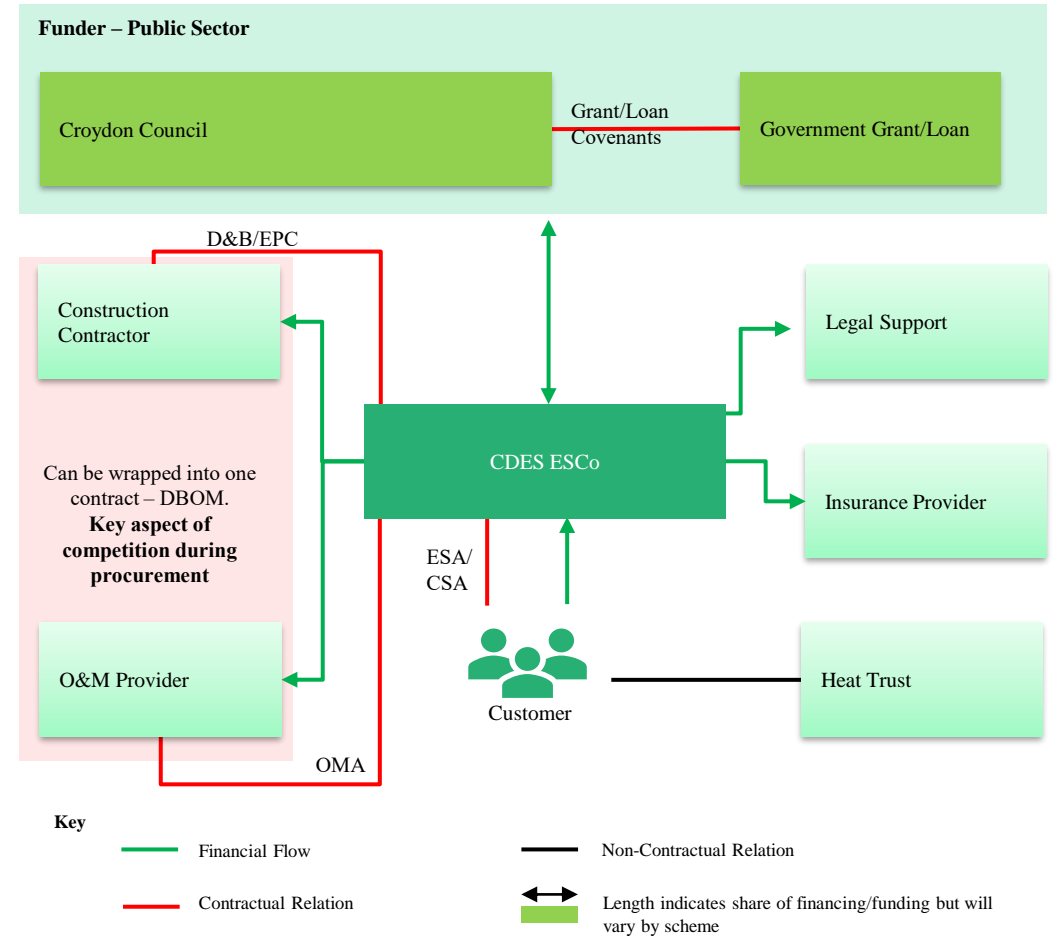 Funder – Public Sector
Croydon Council
Grant/Loan
Covenants
Government Grant/Loan
D&B/EPC
Construction
Contractor
Legal Support
CDES ESCo
Can be wrapped into one
contract – DBOM.
Key aspect of
competition during
procurement
Insurance Provider
ESA/
CSA
O&M Provider
Customer
Heat Trust
OMA
Key
Financial Flow
Non-Contractual Relation
Contractual Relation
Length indicates share of financing/funding but will
vary by scheme